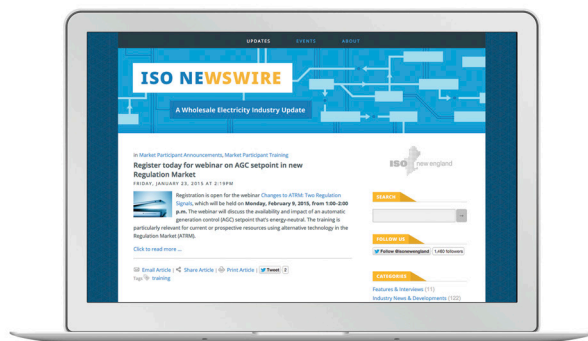 UPDATES EVENTS ABOUT
ISO NEWSWIRE
A Wholesale Electricity Industry Update
In Market Participant Announcements, Market Participant Training
Register today for webinar on AGC setpoint in new
Regulation Market
FRIDAY, JANUARY 23, 2015 AT 2:19PM
Registration is open for the webinar Changes to ATRM: Two Regulation
Signals, which will be held on Monday, February 9, 2015, from 1:00-2:00
p.m. The webinar will discuss the availability and impact of an automatic
generation control (AGC) setpoint that's energy-neutral. The training is
particularly relevant for current or prospective resources using alternative technology in the
Regulation Market (ATRM).
Click to read more ...
Email Article | Share Article | Print Article | Tweet 2
Tags training
ISO new england
SEARCH
FOLLOW US
Follow @isonewengland 1,480 followers
CATEGORIES
Features & Interviews (11)
Industry News & Developments (122)